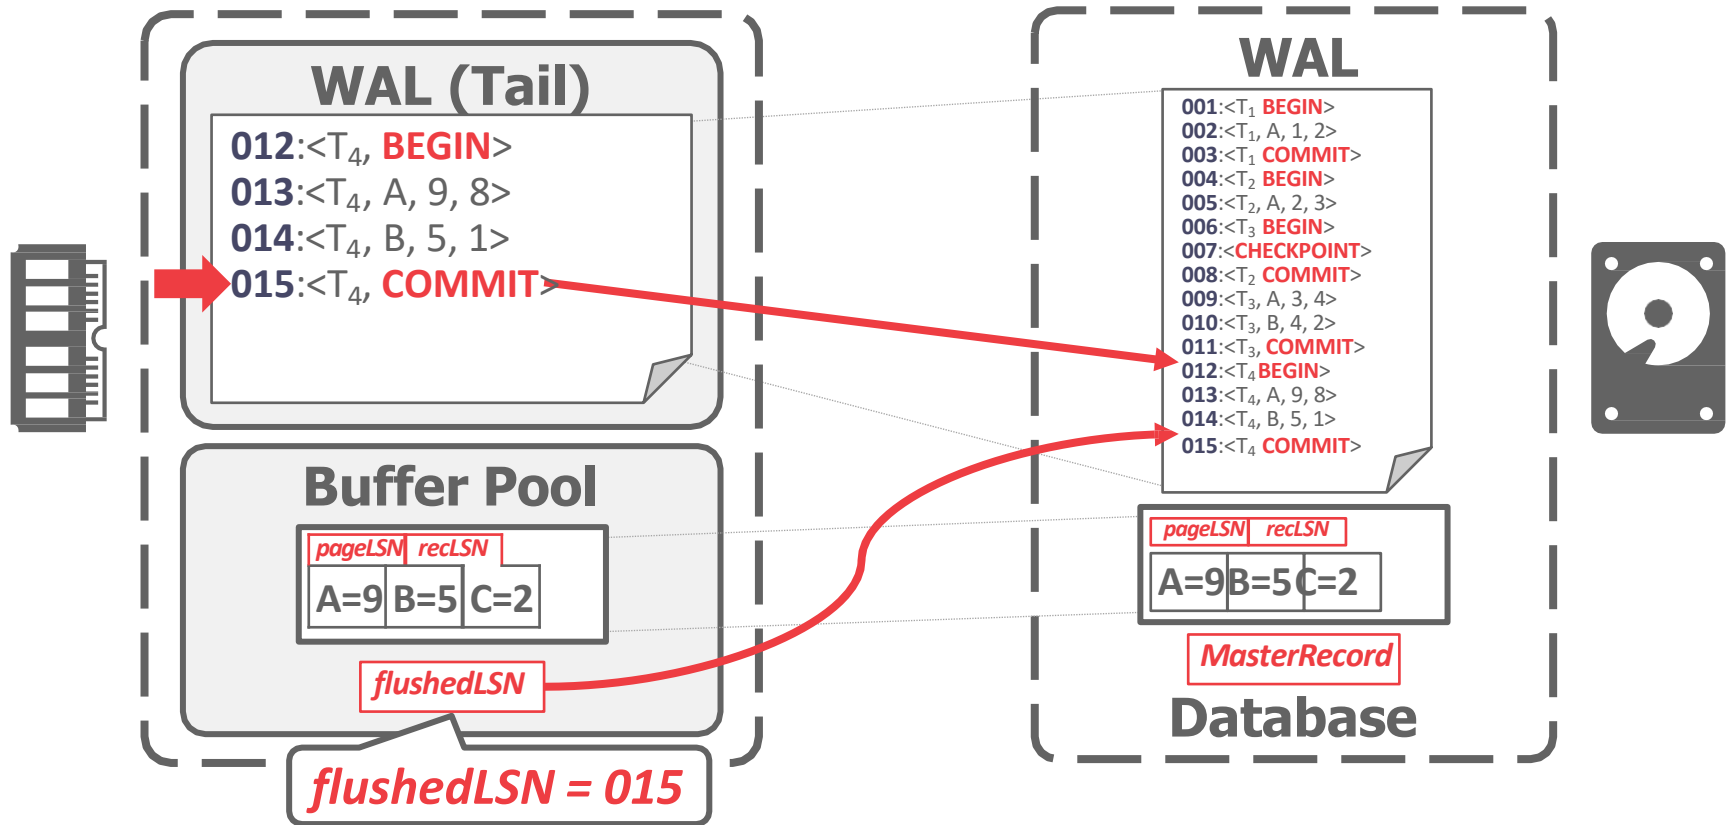 WAL (Tail)
012:<T4, BEGIN>
013:<T4, A, 9, 8>
014:<T4, B, 5, 1>
015:<T4, COMMIT>
Buffer Pool
pageLSN recLSN
A=9 B=5 C=2
flushedLSN
flushedLSN = 015
WAL
001:<T1 BEGIN>
002:<T1, A, 1, 2>
003:<T1 COMMIT>
004:<T2 BEGIN>
005:<T2, A, 2, 3>
006:<T3 BEGIN>
007:<CHECKPOINT>
008:<T2 COMMIT>
009:<T3, A, 3, 4>
010:<T3, B, 4, 2>
011:<T3, COMMIT>
012:<T4 BEGIN>
013:<T4, A, 9, 8>
014:<T4, B, 5, 1>
015:<T4 COMMIT>
pageLSN recLSN
A=9 B=5 C=2
MasterRecord
Database